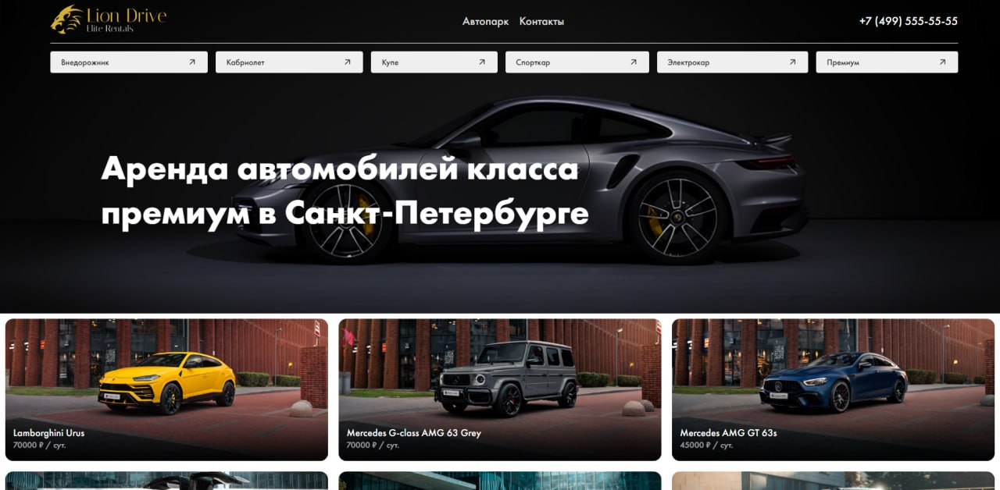 Lion Drive
Elite Rentals
Автопарк Контакты
+7 (499) 555-55-55
Внедорожник
Кабриолет
Купе
Спорткар
Электрокар
Премиум
Аренда автомобилей класса
премиум в Санкт-Петербурге
Lamborghini Urus
70000 ₽ / сут.
Mercedes G-class AMG 63 Grey
70000 ₽ / сут.
Mercedes AMG GT 63s
45000 ₽ / сут.